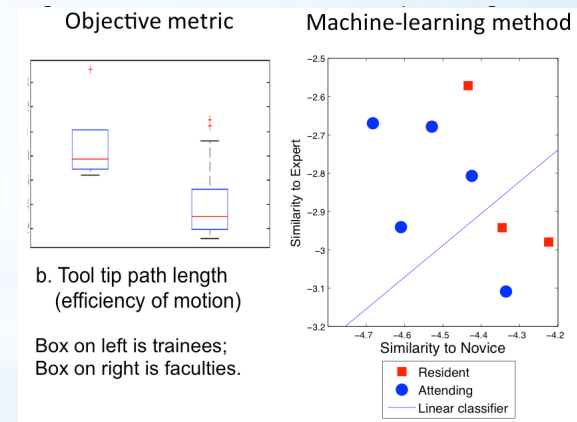 Objective metric
Machine-learning method
b. Tool tip path length
(efficiency of motion)
Box on left is trainees;
Box on right is faculties.
Similarity to Expert
-2.5
-2.6
-2.7
-2.8
-2.9
-3
-3.1
-3.2
-4.7 -4.6 -4.5 -4.4 -4.3 -4.2
Similarity to Novice
Resident
Attending
Linear classifier